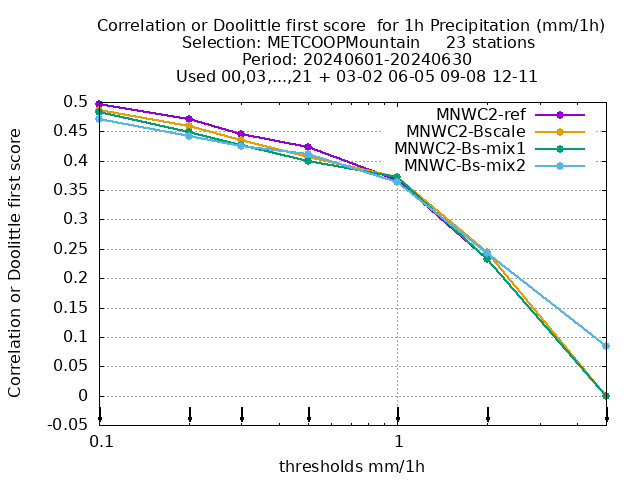 Correlation or Doolittle first score  for 1h Precipitation (mm/1h)
Selection: METCOOPMountain     23 stations
Period: 20240601-20240630
Used 00,03,...,21 + 03-02 06-05 09-08 12-11
MNWC2-ref
MNWC2-Bscale
MNWC2-Bs-mix1
MNWC-Bs-mix2
Correlation or Doolittle first score
0.5
0.45
0.4
0.35
0.3
0.25
0.2
0.15
0.1
0.05
0
-0.05
0.1
1
thresholds mm/1h